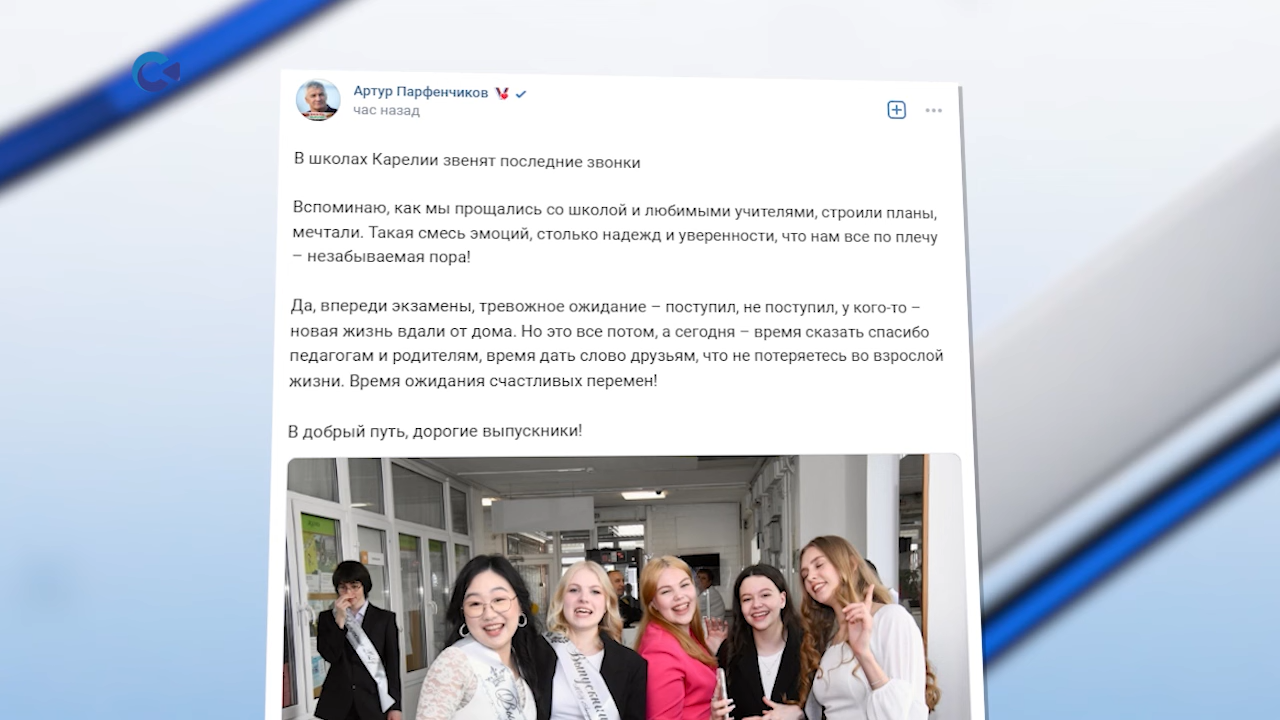 Артур Парфенчиков
час назад
В школах Карелии звенят последние звонки
Вспоминаю, как мы прощались со школой и любимыми учителями, строили планы,
мечтали. Такая смесь эмоций, столько надежд и уверенности, что нам все по плечу
– незабываемая пора!
Да, впереди экзамены, тревожное ожидание – поступил, не поступил, у кого-то –
новая жизнь вдали от дома. Но это все потом, а сегодня – время сказать спасибо
педагогам и родителям, время дать слово друзьям, что не потеряетесь во взрослой
жизни. Время ожидания счастливых перемен!
В добрый путь, дорогие выпускники!
Выпускник